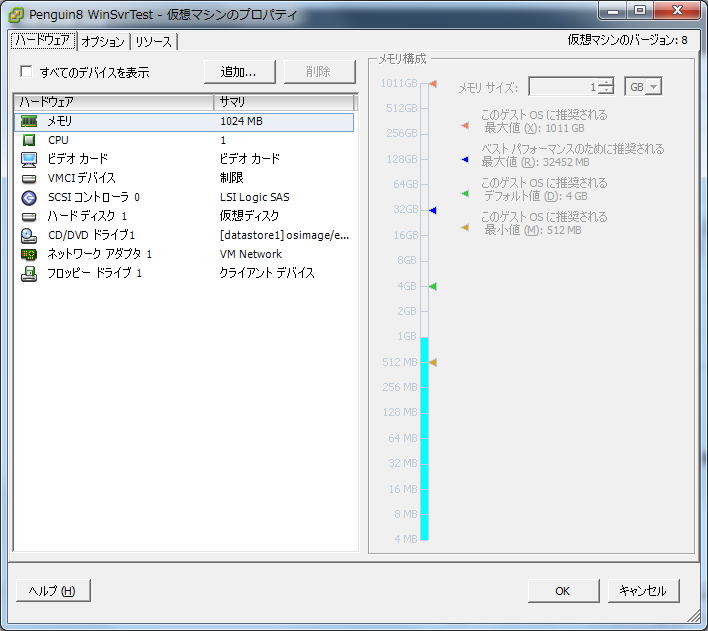 Penguin8 WinSvrTest - 仮想マシンのプロパティ
ハードウェア オプション リソース 仮想マシンのバージョン: 8
すべてのデバイスを表示 追加... 削除
ハードウェア サマリ
メモリ 1024 MB
CPU 1
ビデオ カード ビデオ カード
VMCI デバイス 制限
SCSI コントローラ 0 LSI Logic SAS
ハード ディスク 1 仮想ディスク
CD/DVD ドライブ1 [datastore1] osimage/e...
ネットワーク アダプタ 1 VM Network
フロッピー ドライブ 1 クライアント デバイス
メモリ構成
1011GB
512GB
256GB
128GB
64GB
32GB
16GB
8GB
4GB
2GB
1GB
512 MB
256 MB
128 MB
64 MB
32 MB
16 MB
8 MB
4 MB
メモリ サイズ: 1 GB
このゲスト OS に推奨される
最大値 (X): 1011 GB
ベスト パフォーマンスのために推奨される
最大値 (R): 32452 MB
このゲスト OS に推奨される
デフォルト値 (D): 4 GB
このゲスト OS に推奨される
最小値 (M): 512 MB
ヘルプ (H) OK キャンセル